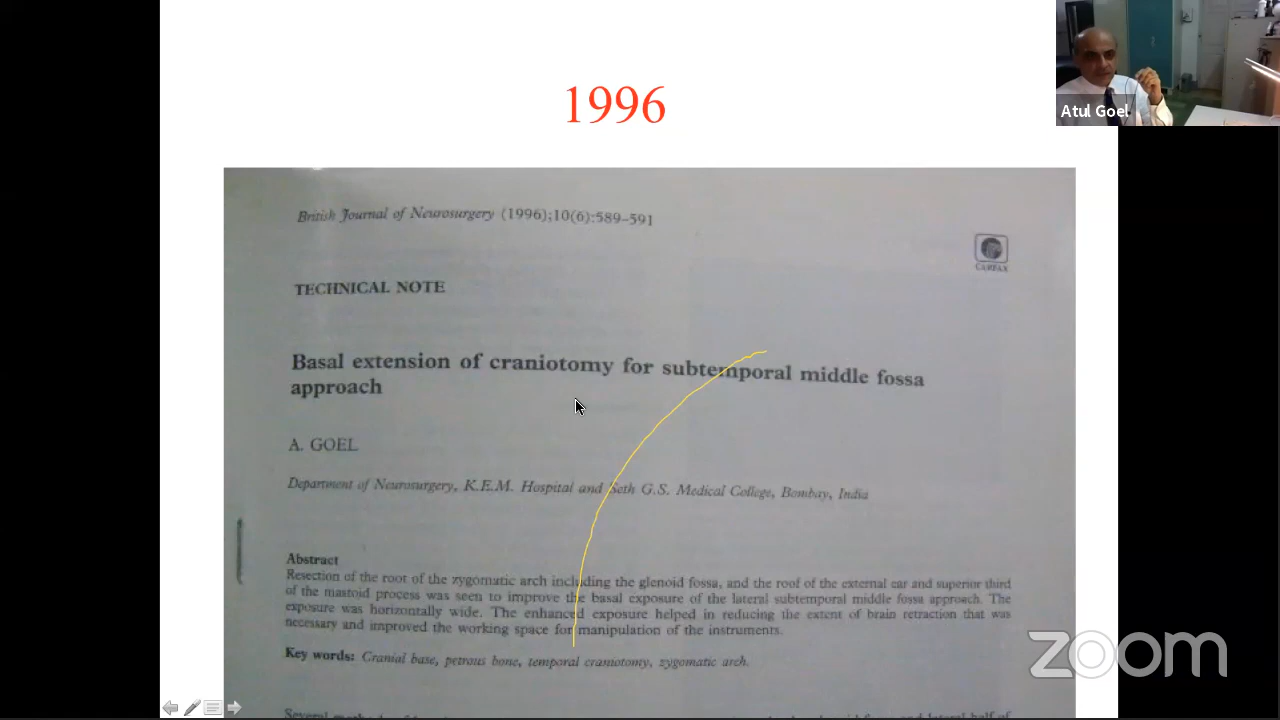 1996
Atul Goel
British Journal of Neurosurgery (1996);10(6):589–591
CARFAX
TECHNICAL NOTE
Basal extension of craniotomy for subtemporal middle fossa
approach
A. GOEL
Department of Neurosurgery, K.E.M. Hospital and Seth G.S. Medical College, Bombay, India
Abstract
Resection of the root of the zygomatic arch including the glenoid fossa, and the roof of the external ear and superior third
of the mastoid process was seen to improve the basal exposure of the lateral subtemporal middle fossa approach. The
exposure was horizontally wide. The enhanced exposure helped in reducing the extent of brain retraction that was
necessary and improved the working space for manipulation of the instruments.
Key words: Cranial base, petrous bone, temporal craniotomy, zygomatic arch.
zoom